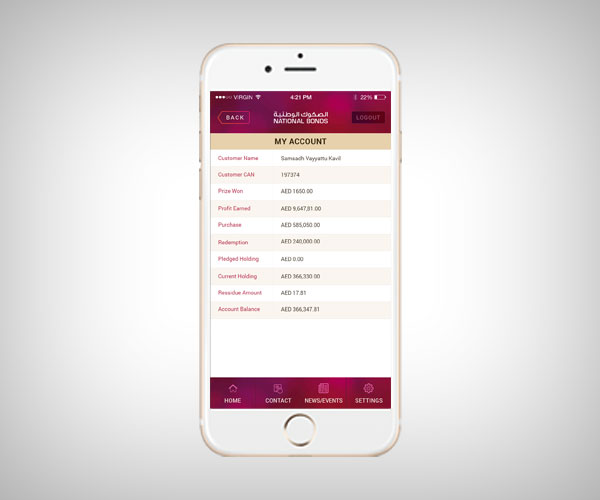 VIRGIN 4:21 PM 22%
BACK
الصكوك الوطنية
NATIONAL BONDS
LOGOUT
MY ACCOUNT
Customer Name Samsadh Vayyattu Kavil
Customer CAN 197374
Prize Won AED 1650.00
Profit Earned AED 9,647,81.00
Purchase AED 585,050.00
Redemption AED 240,000.00
Pledged Holding AED 0.00
Current Holding AED 366,330.00
Ressidue Amount AED 17.81
Account Balance AED 366,347.81
HOME CONTACT NEWS/EVENTS SETTINGS